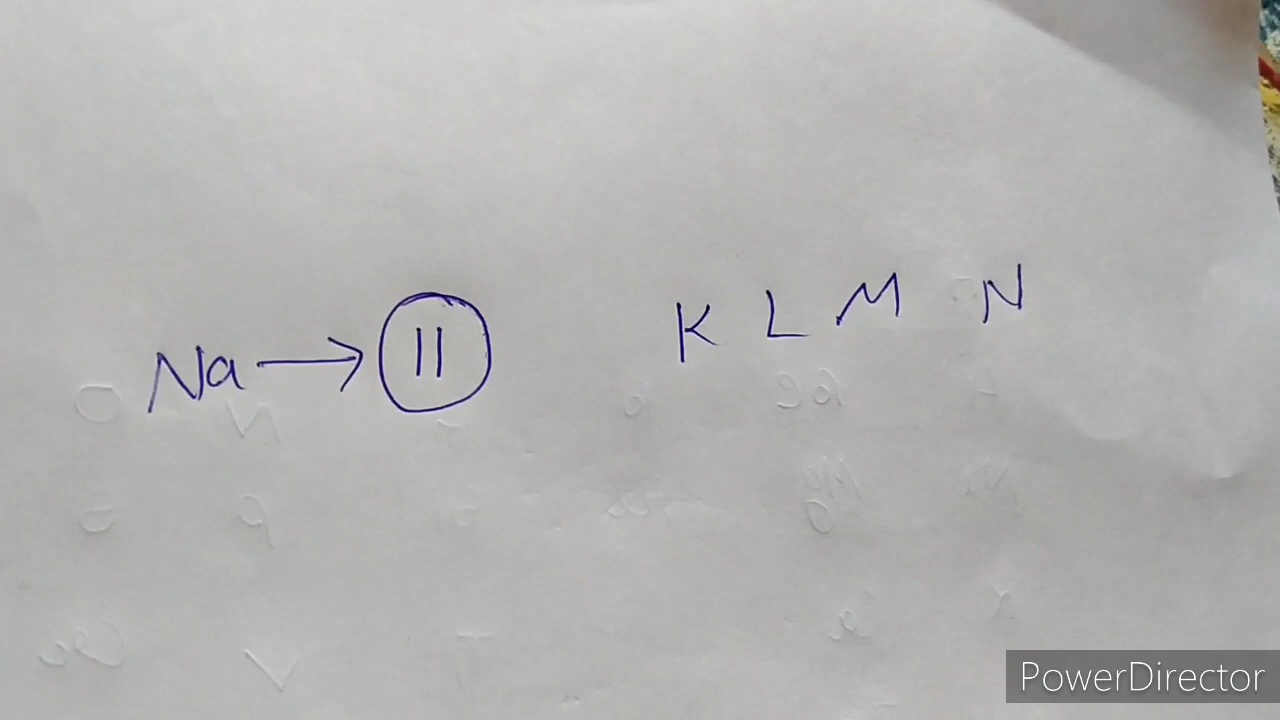 Na → 11 K L M N
PowerDirector